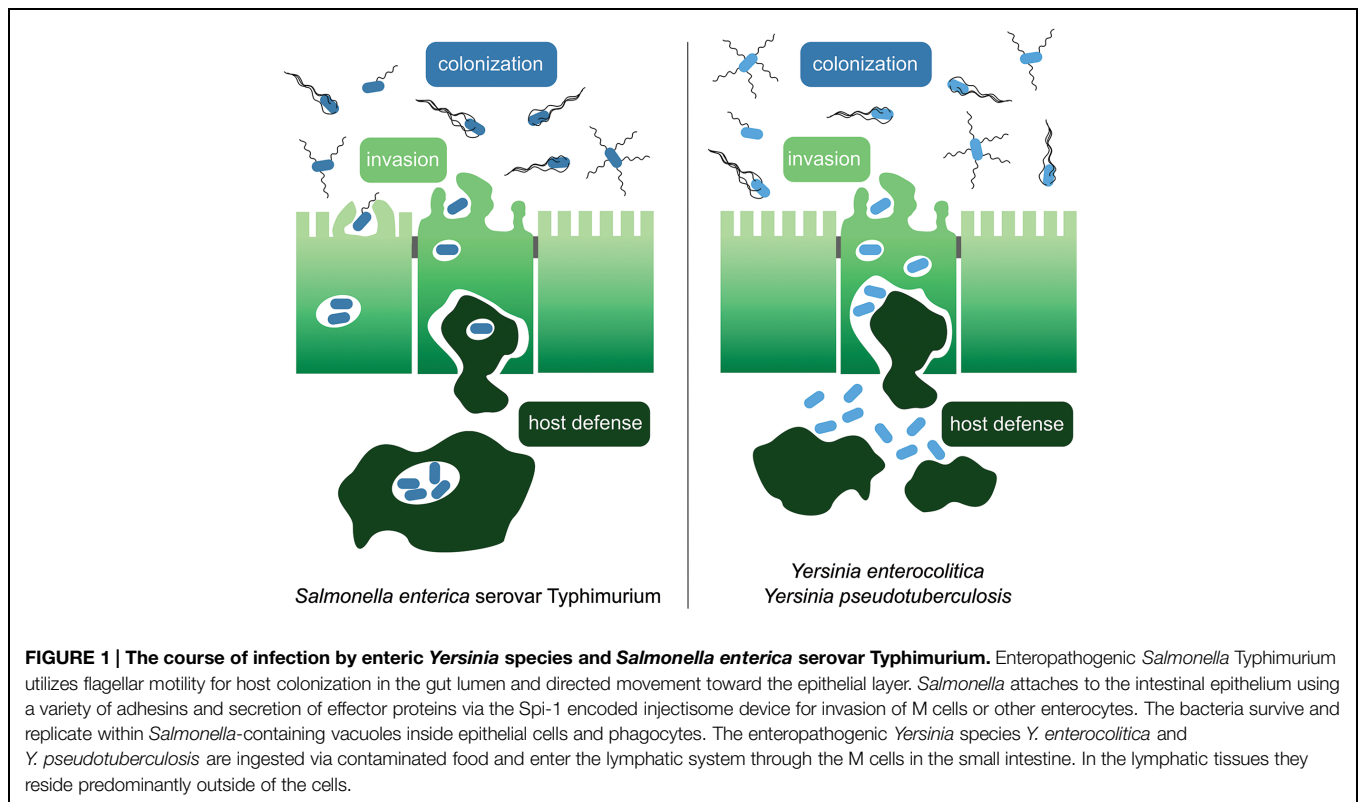 colonization
invasion
host defense
Salmonella enterica serovar Typhimurium
colonization
invasion
host defense
Yersinia enterocolitica
Yersinia pseudotuberculosis
FIGURE 1 | The course of infection by enteric Yersinia species and Salmonella enterica serovar Typhimurium. Enteropathogenic Salmonella Typhimurium
utilizes flagellar motility for host colonization in the gut lumen and directed movement toward the epithelial layer. Salmonella attaches to the intestinal epithelium using
a variety of adhesins and secretion of effector proteins via the Spi-1 encoded injectisome device for invasion of M cells or other enterocytes. The bacteria survive and
replicate within Salmonella-containing vacuoles inside epithelial cells and phagocytes. The enteropathogenic Yersinia species Y. enterocolitica and
Y. pseudotuberculosis are ingested via contaminated food and enter the lymphatic system through the M cells in the small intestine. In the lymphatic tissues they
reside predominantly outside of the cells.